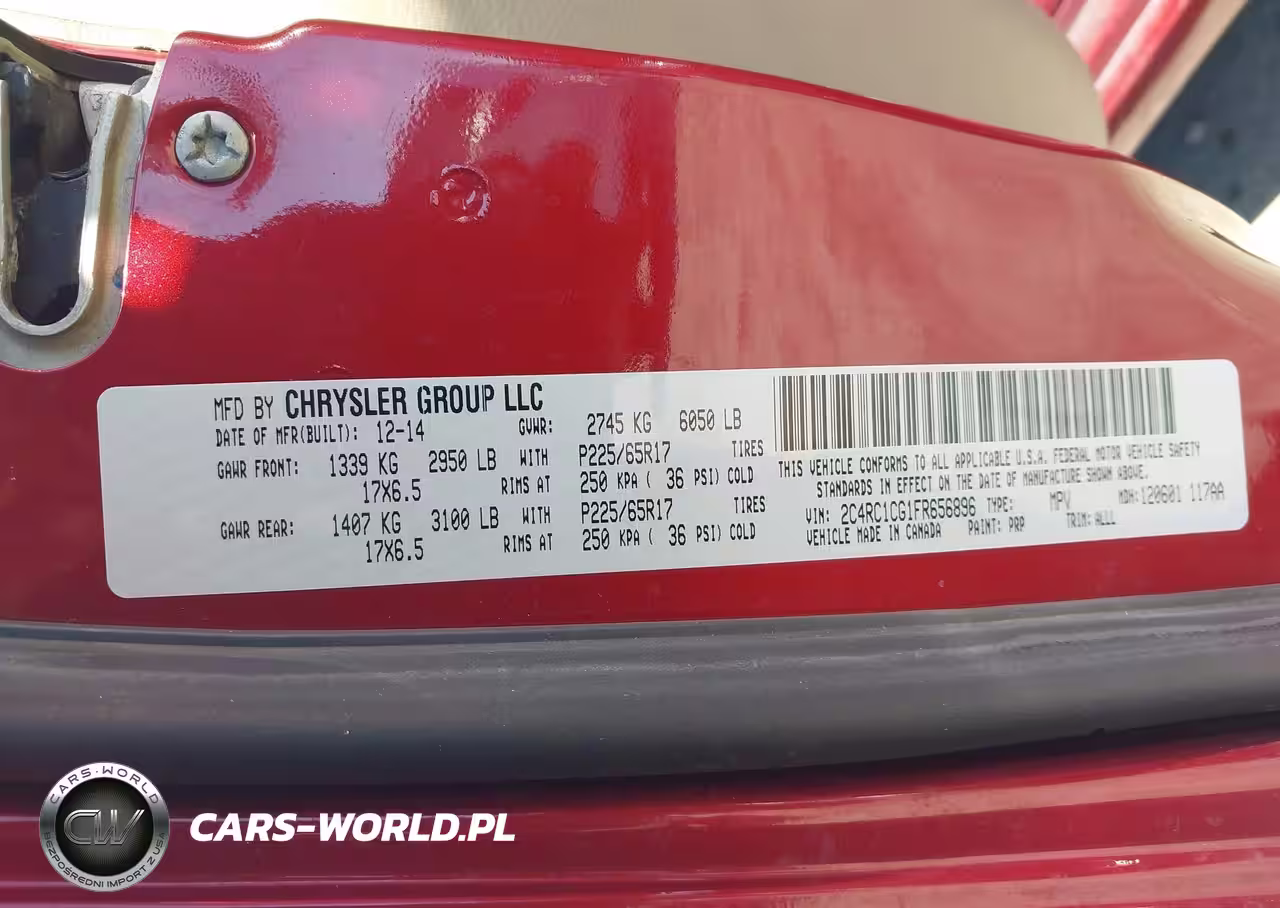 MFD BY CHRYSLER GROUP LLC
DATE OF MFR(BUILT): 12-14 GVWR: 2745 KG 6050 LB
GAWR FRONT: 1339 KG 2950 LB WITH P225/65R17 TIRES
17X6.5 RIMS AT 250 KPA ( 36 PSI) COLD
GAWR REAR: 1407 KG 3100 LB WITH P225/65R17 TIRES
17X6.5 RIMS AT 250 KPA ( 36 PSI) COLD
THIS VEHICLE CONFORMS TO ALL APPLICABLE U.S.A. FEDERAL MOTOR VEHICLE SAFETY
STANDARDS IN EFFECT ON THE DATE OF MANUFACTURE SHOWN ABOVE.
VIN: 2C4RC1CG1FR656896 TYPE: MPV MDH:120601 117AA
VEHICLE MADE IN CANADA PAINT: PRP TRIM:ALL1
CARS-WORLD
CW
BEZPOŚREDNI IMPORT Z USA
CARS-WORLD.PL